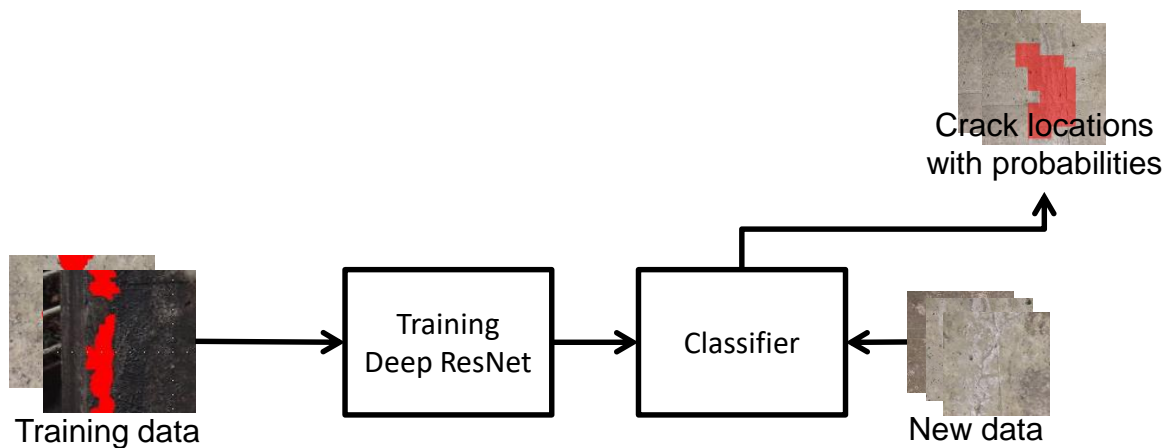 Crack locations
with probabilities
Training
Deep ResNet
Classifier
Training data
New data